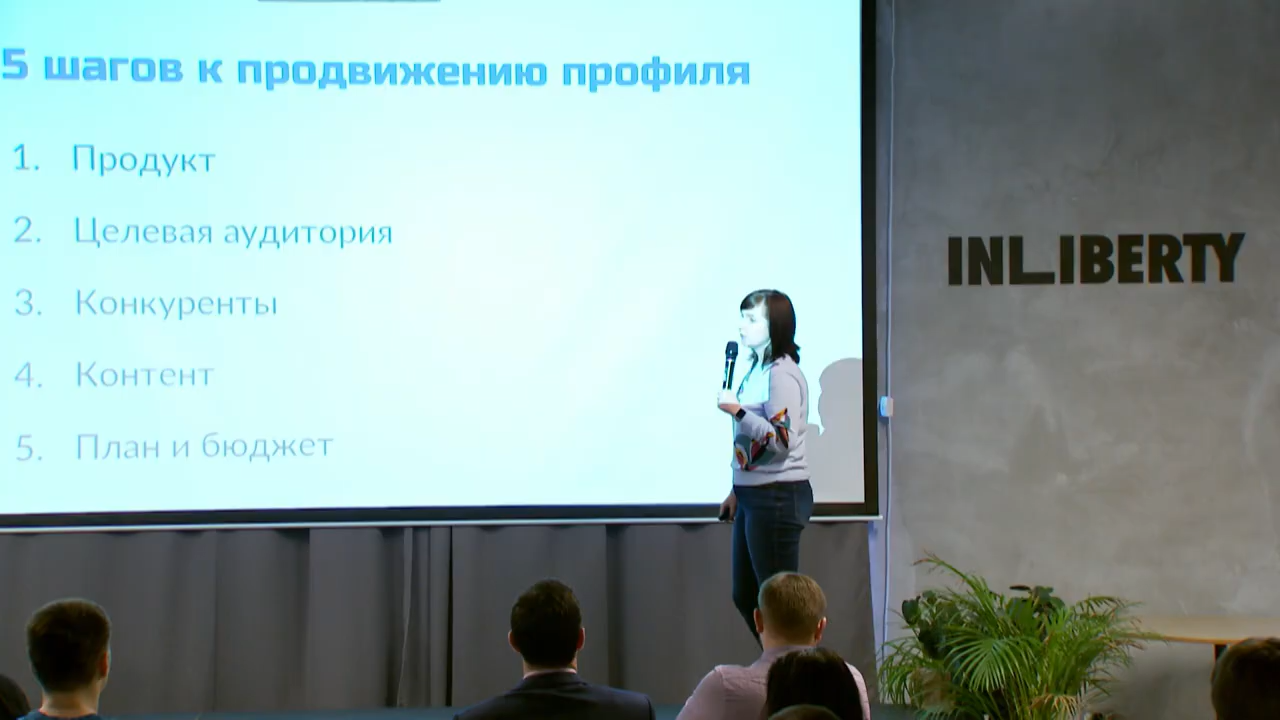 5 шагов к продвижению профиля
1. Продукт
2. Целевая аудитория
3. Конкуренты
4. Контент
5. План и бюджет
INLIBERTY